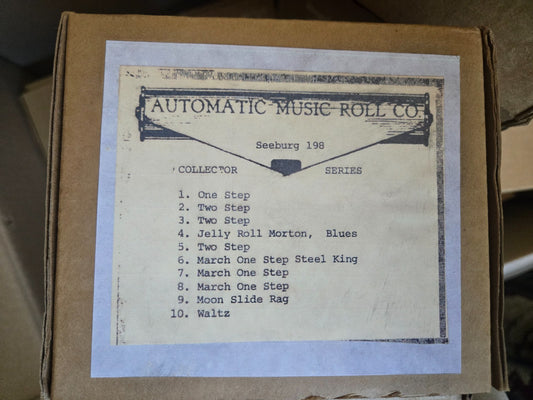 AUTOMATIC MUSIC ROLL CO.
Seeburg 198
COLLECTOR SERIES
1. One Step
2. Two Step
3. Two Step
4. Jelly Roll Morton, Blues
5. Two Step
6. March One Step Steel King
7. March One Step
8. March One Step
9. Moon Slide Rag
10. Waltz